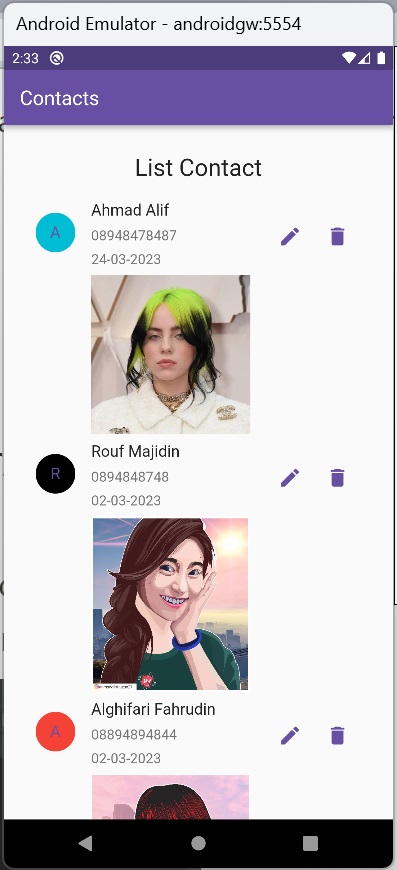 Android Emulator - androidgw:5554
2:33
Contacts
List Contact
Ahmad Alif
A
08948478487
24-03-2023
Rouf Majidin
R
0894848748
02-03-2023
Alghifari Fahrudin
A
08894894844
02-03-2023